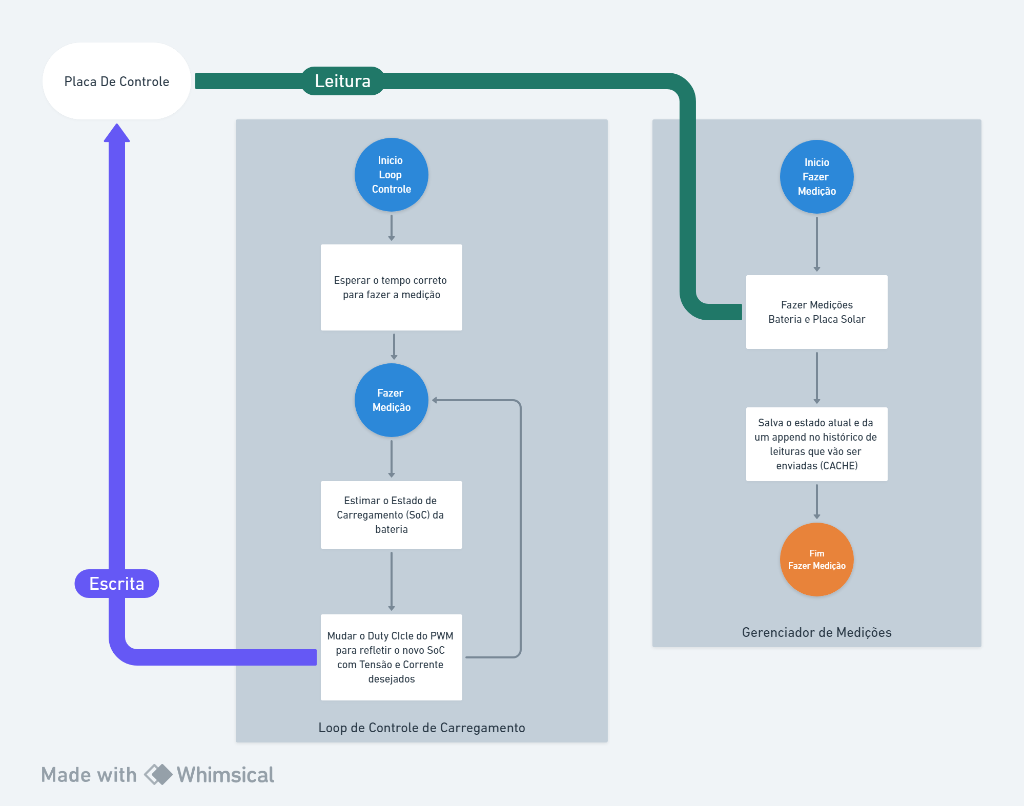 Placa De Controle
Leitura
Inicio
Loop
Controle
Esperar o tempo correto
para fazer a medição
Fazer
Medição
Estimar o Estado de
Carregamento (SoC) da
bateria
Mudar o Duty CIcle do PWM
para refletir o novo SoC
com Tensão e Corrente
desejados
Loop de Controle de Carregamento
Escrita
Inicio
Fazer
Medição
Fazer Medições
Bateria e Placa Solar
Salva o estado atual e da
um append no histórico de
leituras que vão ser
enviadas (CACHE)
Fim
Fazer Medição
Gerenciador de Medições
Made with Whimsical